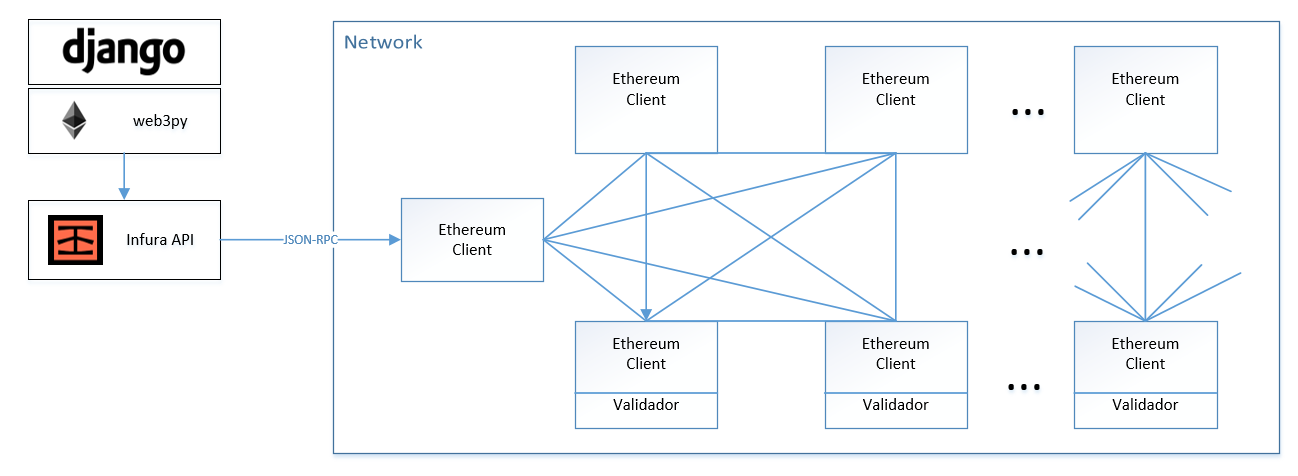 django
web3py
Infura API
JSON-RPC
Network
Ethereum
Client
Ethereum
Client
Ethereum
Client
...
Ethereum
Client
...
Ethereum
Client
Validador
Ethereum
Client
Validador
...
Ethereum
Client
Validador